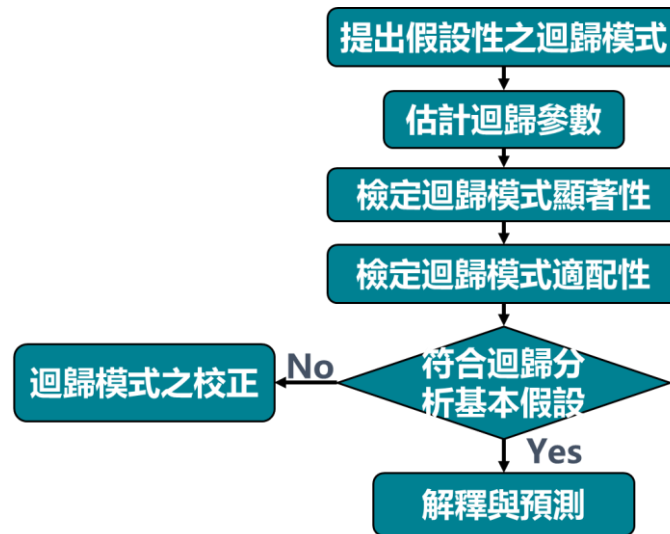 提出假設性之迴歸模式
估計迴歸參數
檢定迴歸模式顯著性
檢定迴歸模式適配性
符合迴歸分
析基本假設
No
迴歸模式之校正
Yes
解釋與預測